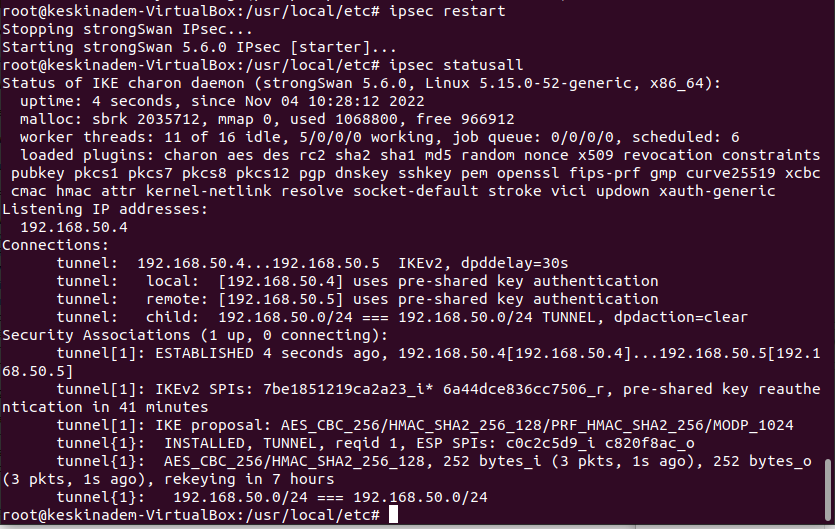 root@keskinadem-VirtualBox:/usr/local/etc# ipsec restart
Stopping strongSwan IPsec...
Starting strongSwan 5.6.0 IPsec [starter]...
root@keskinadem-VirtualBox:/usr/local/etc# ipsec statusall
Status of IKE charon daemon (strongSwan 5.6.0, Linux 5.15.0-52-generic, x86_64):
  uptime: 4 seconds, since Nov 04 10:28:12 2022
  malloc: sbrk 2035712, mmap 0, used 1068800, free 966912
  worker threads: 11 of 16 idle, 5/0/0/0 working, job queue: 0/0/0/0, scheduled: 6
  loaded plugins: charon aes des rc2 sha2 sha1 md5 random nonce x509 revocation constraints
 pubkey pkcs1 pkcs7 pkcs8 pkcs12 pgp dnskey sshkey pem openssl fips-prf gmp curve25519 xcbc
 cmac hmac attr kernel-netlink resolve socket-default stroke vici updown xauth-generic
Listening IP addresses:
  192.168.50.4
Connections:
      tunnel:  192.168.50.4...192.168.50.5  IKEv2, dpddelay=30s
      tunnel:   local:  [192.168.50.4] uses pre-shared key authentication
      tunnel:   remote: [192.168.50.5] uses pre-shared key authentication
      tunnel:   child:  192.168.50.0/24 === 192.168.50.0/24 TUNNEL, dpdaction=clear
Security Associations (1 up, 0 connecting):
      tunnel[1]: ESTABLISHED 4 seconds ago, 192.168.50.4[192.168.50.4]...192.168.50.5[192.1
68.50.5]
      tunnel[1]: IKEv2 SPIs: 7be1851219ca2a23_i* 6a44dce836cc7506_r, pre-shared key reauthe
ntication in 41 minutes
      tunnel[1]: IKE proposal: AES_CBC_256/HMAC_SHA2_256_128/PRF_HMAC_SHA2_256/MODP_1024
      tunnel{1}:  INSTALLED, TUNNEL, reqid 1, ESP SPIs: c0c2c5d9_i c820f8ac_o
      tunnel{1}:  AES_CBC_256/HMAC_SHA2_256_128, 252 bytes_i (3 pkts, 1s ago), 252 bytes_o
(3 pkts, 1s ago), rekeying in 7 hours
      tunnel{1}:   192.168.50.0/24 === 192.168.50.0/24
root@keskinadem-VirtualBox:/usr/local/etc#